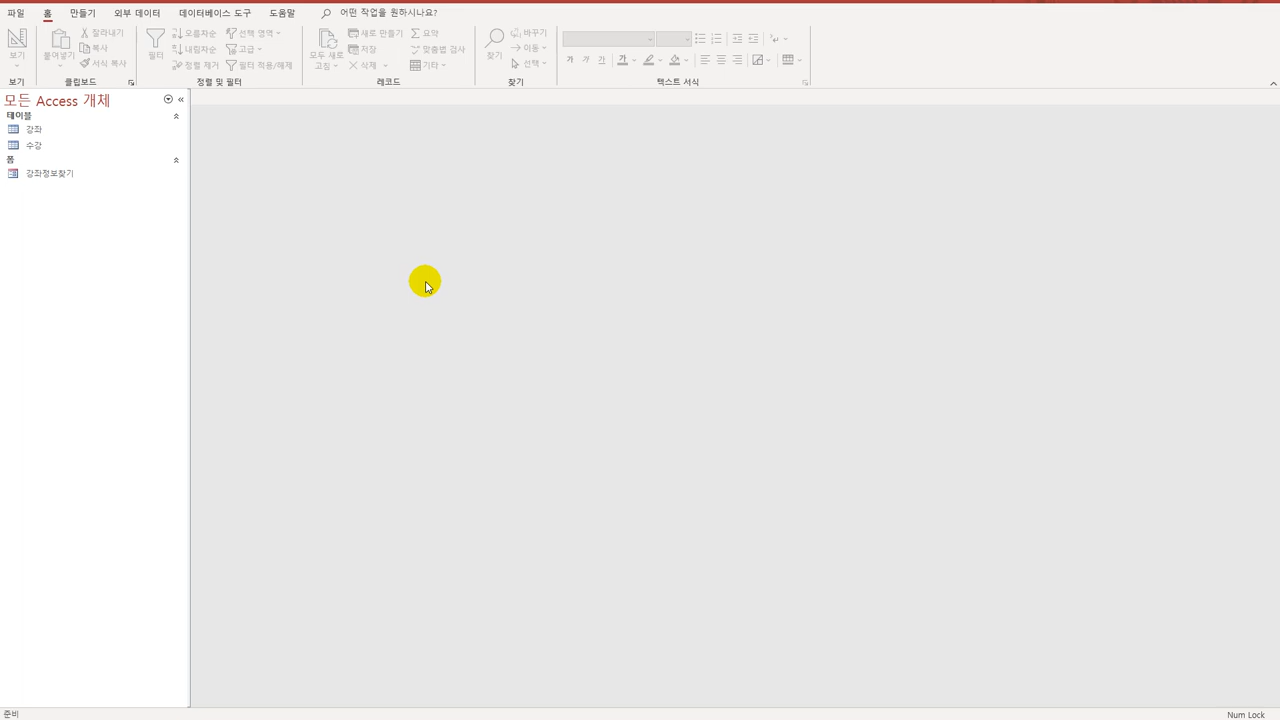 파일 홈 만들기 외부 데이터 데이터베이스 도구 도움말 어떤 작업을 원하시나요?
보기
붙여넣기
잘라내기
복사
서식 복사
필터
오름차순
내림차순
정렬 제거
선택 영역
고급
필터 적용/해제
모두 새로 고침
새로 만들기
저장
삭제
요약
맞춤법 검사
기타
찾기
바꾸기
이동
선택
가 가 가 가
보기 클립보드 정렬 및 필터 레코드 찾기 텍스트 서식
모든 Access 개체
테이블
강좌
수강
폼
강좌정보찾기
준비 Num Lock